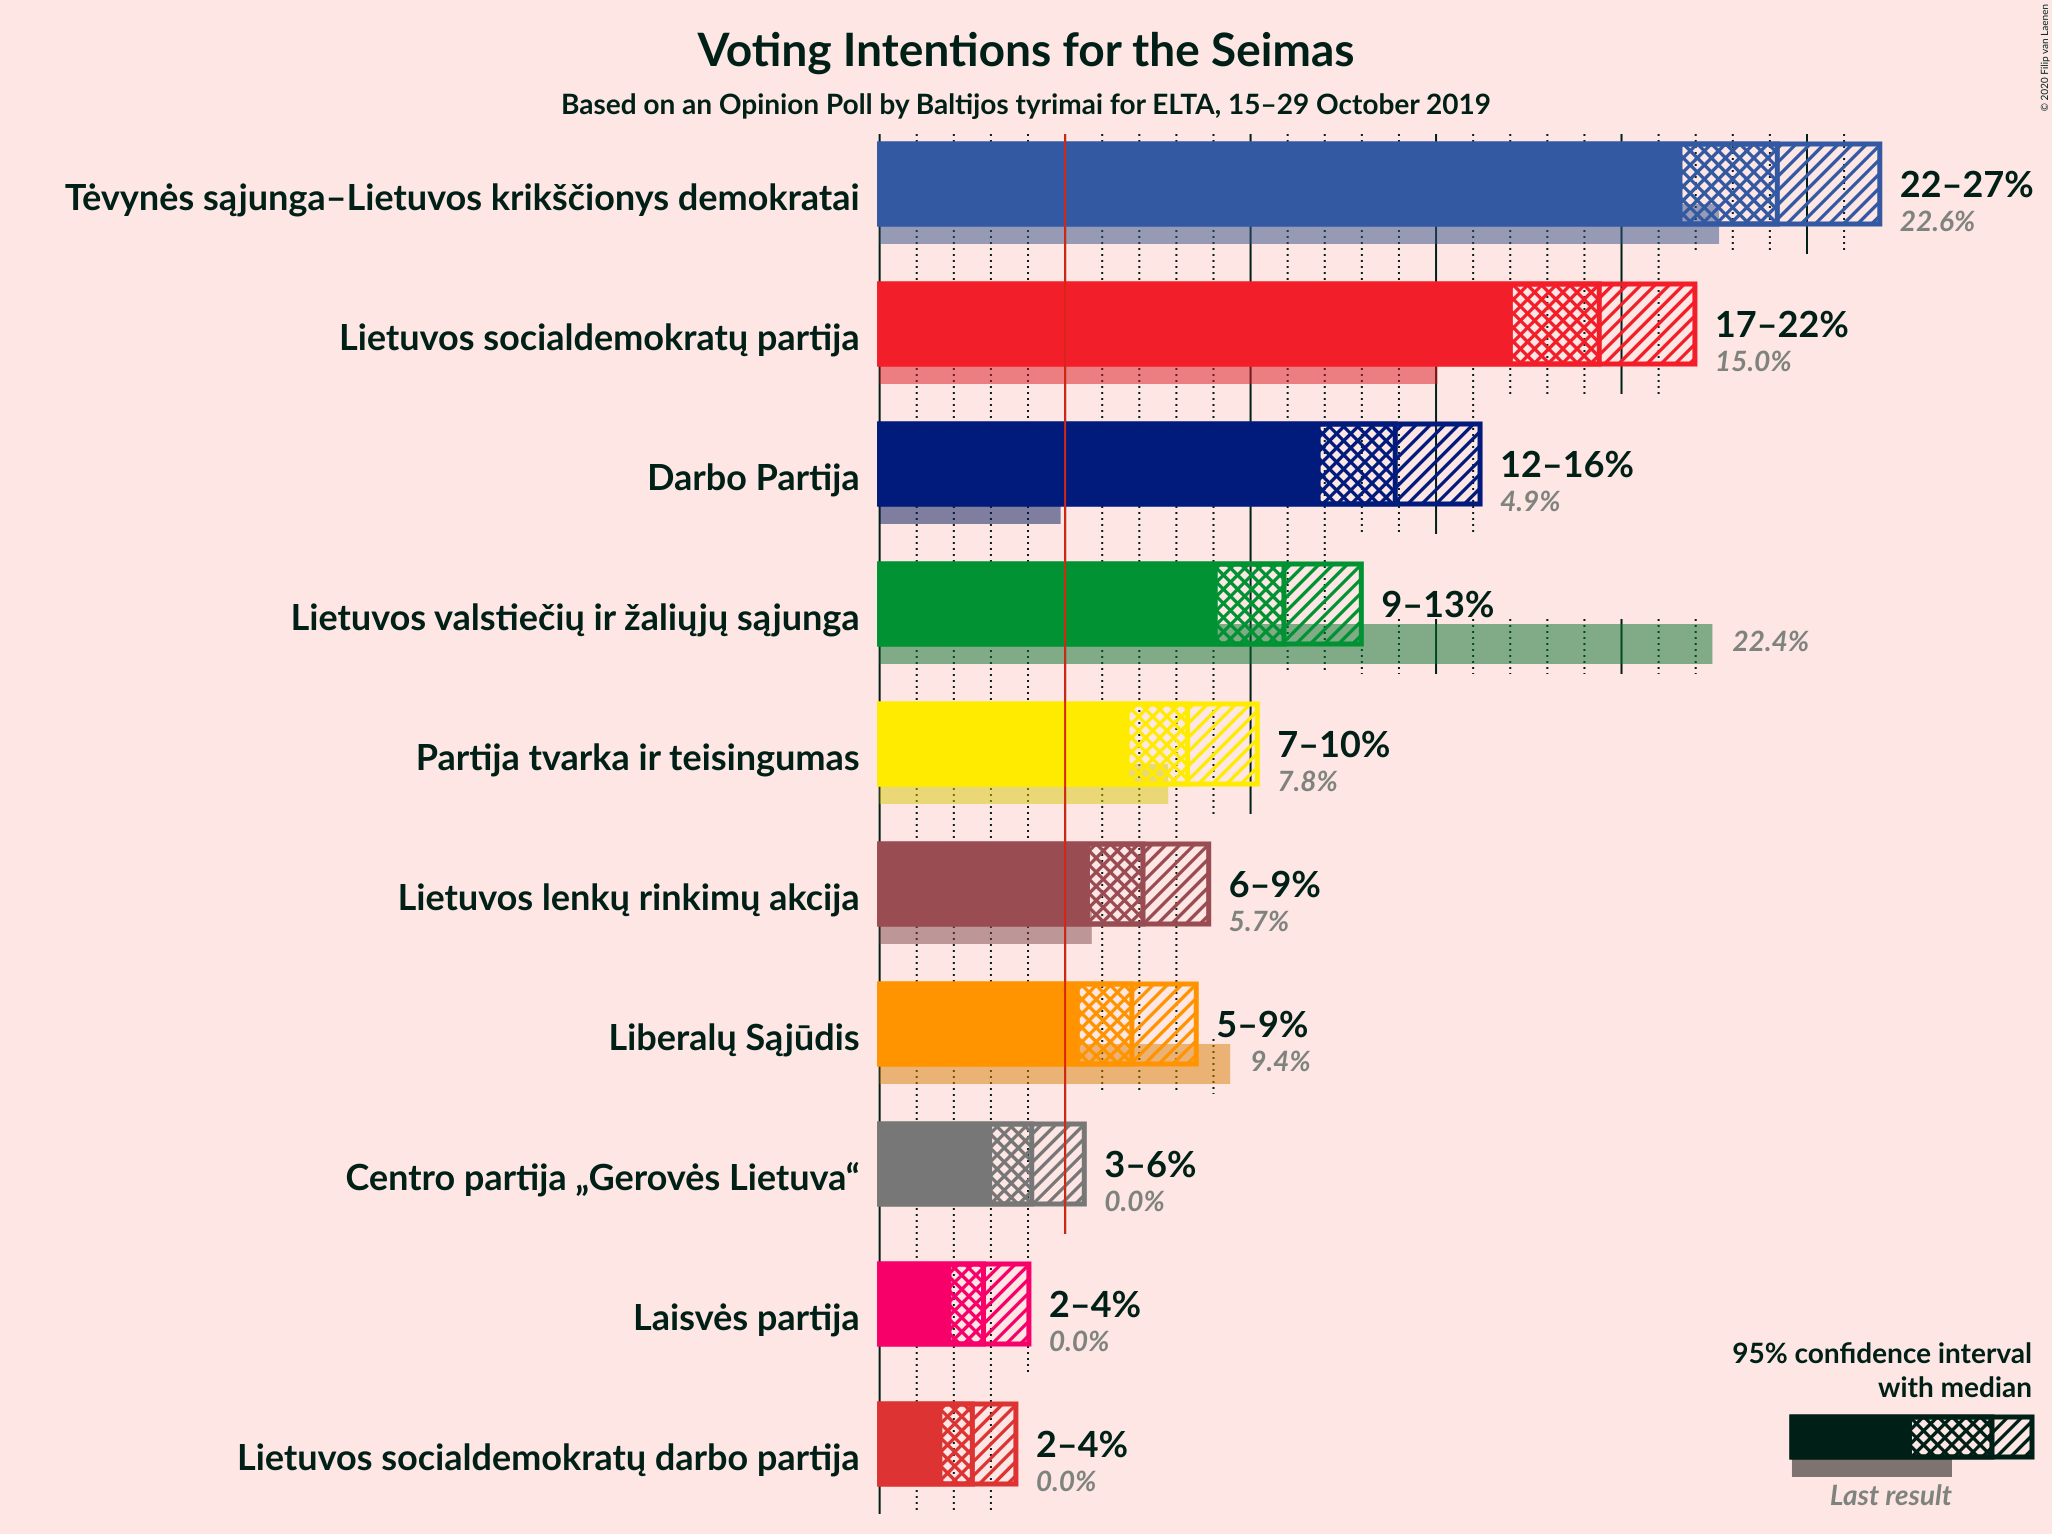 Voting Intentions for the Seimas
Based on an Opinion Poll by Baltijos tyrimai for ELTA, 15–29 October 2019
© 2020 Filip van Laenen
Tėvynės sąjunga–Lietuvos krikščionys demokratai
22–27%
22.6%
Lietuvos socialdemokratų partija
17–22%
15.0%
Darbo Partija
12–16%
4.9%
Lietuvos valstiečių ir žaliųjų sąjunga
9–13%
22.4%
Partija tvarka ir teisingumas
7–10%
7.8%
Lietuvos lenkų rinkimų akcija
6–9%
5.7%
Liberalų Sąjūdis
5–9%
9.4%
Centro partija „Gerovės Lietuva“
3–6%
0.0%
Laisvės partija
2–4%
0.0%
Lietuvos socialdemokratų darbo partija
2–4%
0.0%
95% confidence interval
with median
Last result